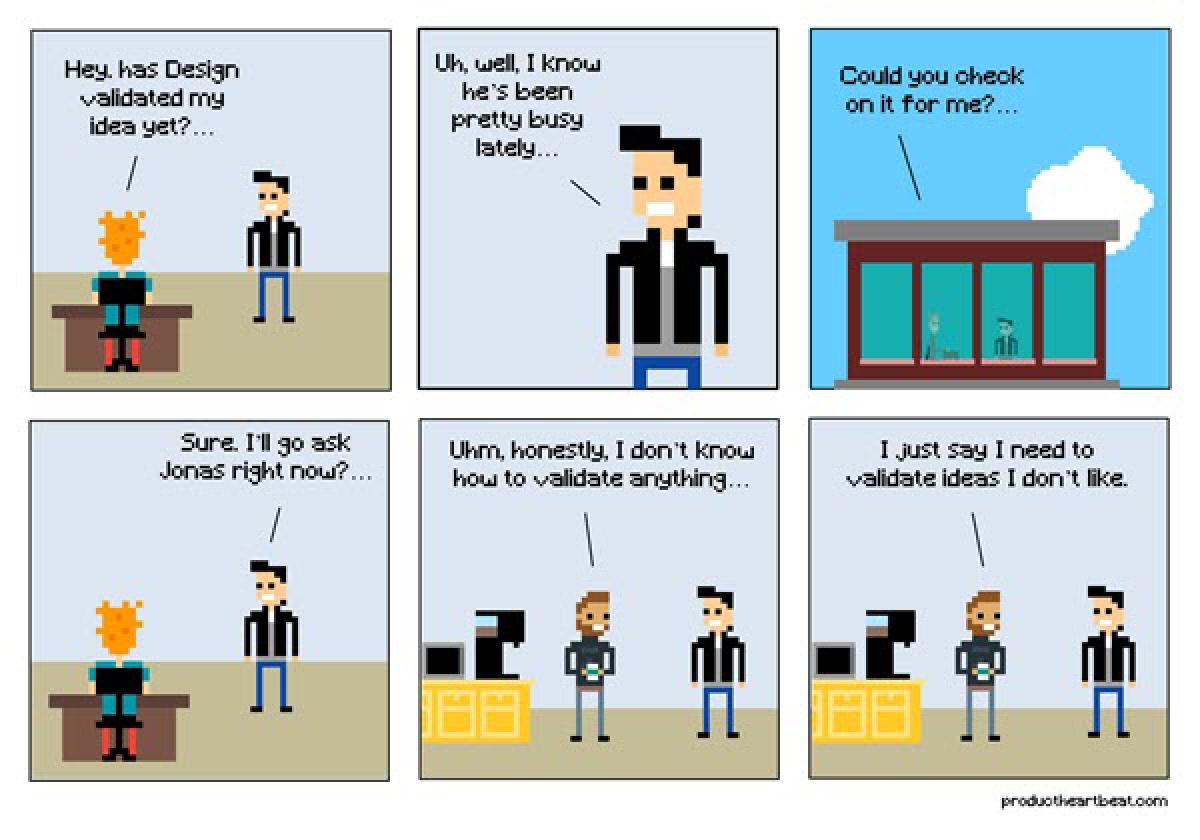 Hey, has Design
validated my
idea yet?...
Uh, well, I know
he's been
pretty busy
lately...
Could you check
on it for me?...
Sure. I'll go ask
Jonas right now?...
Uhm, honestly, I don't know
how to validate anything...
I just say I need to
validate ideas I don't like.
productheartbeat.com